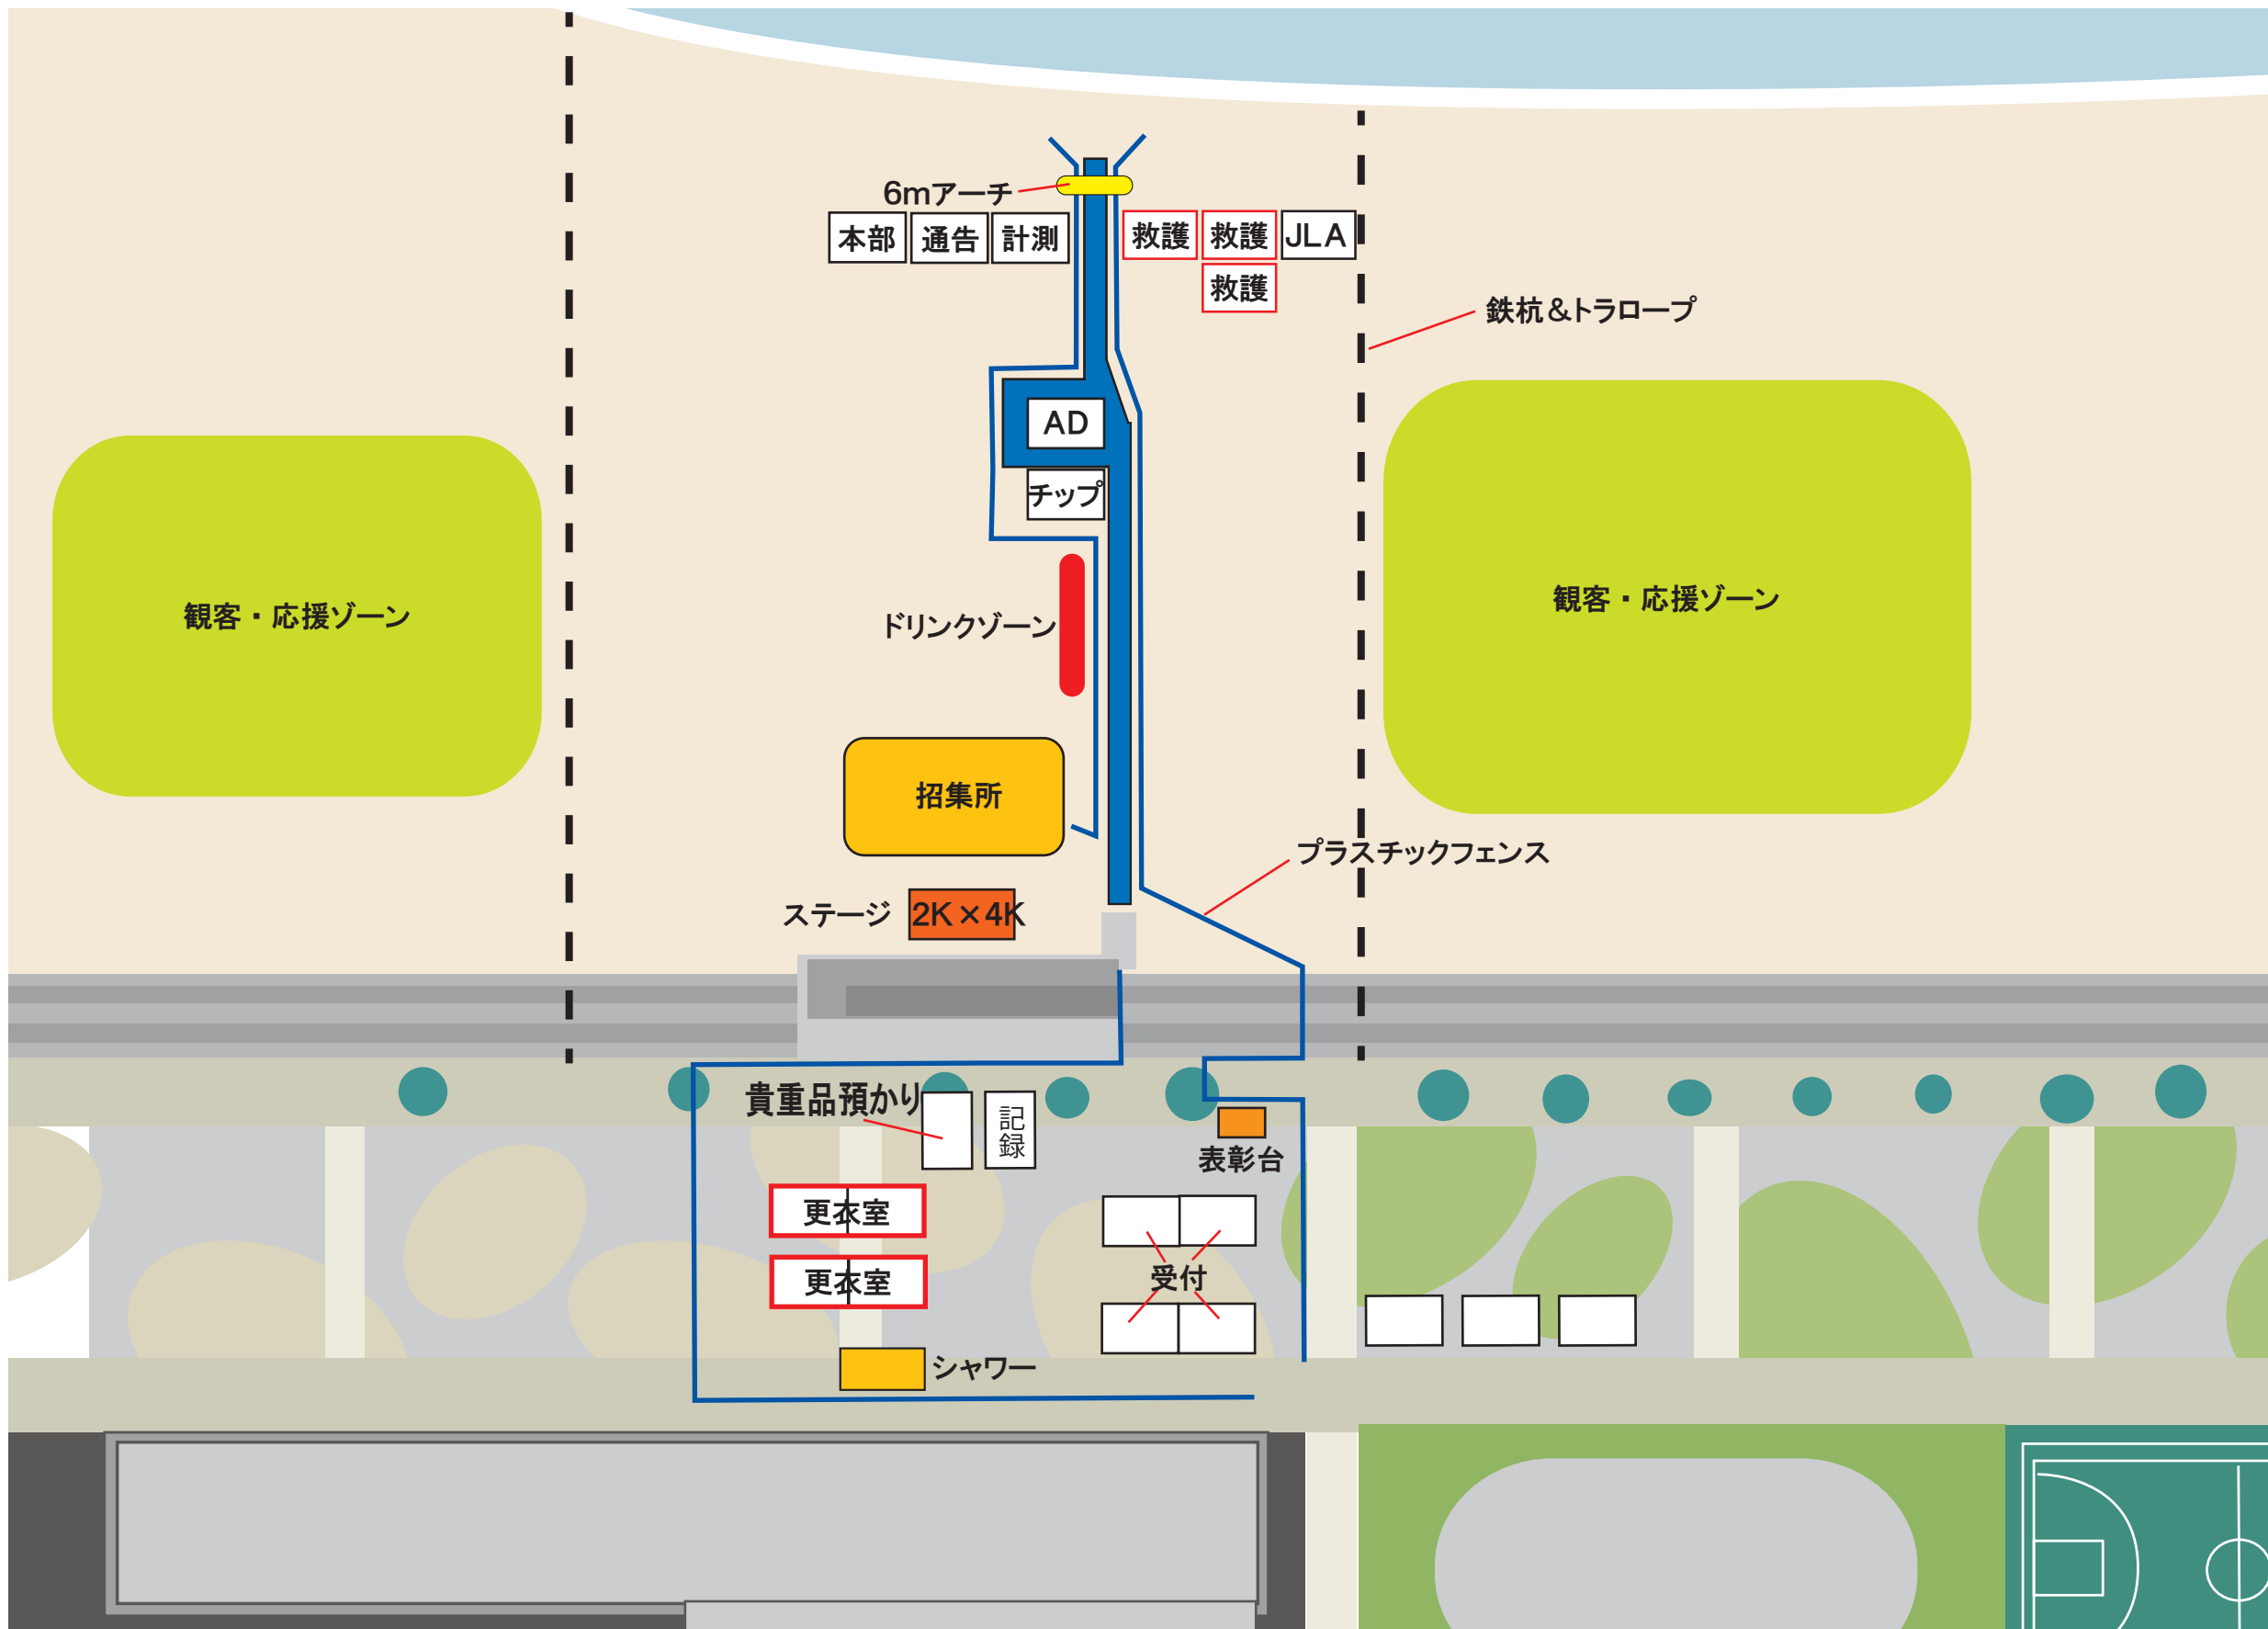 6mアーチ
本部
通告
計測
救護
救護
JLA
救護
鉄杭&トラロープ
AD
チップ
観客・応援ゾーン
観客・応援ゾーン
ドリンクゾーン
招集所
プラスチックフェンス
ステージ
2K×4K
貴重品預かり
記録
表彰台
更衣室
更衣室
受付
シャワー